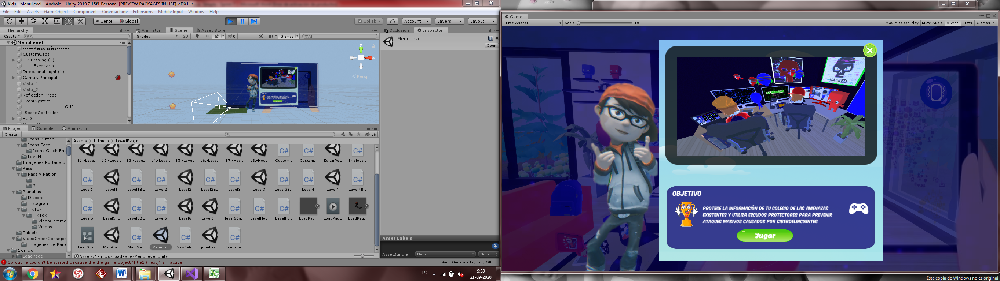 Kids - MenuLevel - Android - Unity 2019.2.15f1 Personal [PREVIEW PACKAGES IN USE] <DX11>
File Edit Assets GameObject Component Cinemachine Extensions Mobile Input Window Help
Center Global Collab Account Layers Layout
Hierarchy
Create All
MenuLevel
------Personajes-------
CustomCaps
1.2 Praying (1)
------Escenario-------
Directional Light (1)
CamaraPrincipal
Vista_1
Vista_2
Reflection Probe
EventSystem
----------------------GUI------------------------
-SceneController-
HUD
Animator Scene Asset Store
Shaded 2D 0 Gizmos All
y
x
Persp
Occlusion Inspector
MenuLevel
Open
Asset Labels
AssetBundle None None
Auto Generate Lighting Off
Project Console Animation
Create 16
Icons Button
Icons Face
Icons Glitch Ene
Level4
Imagenes Portada p
Pass
Pass y Patron
1
3
Plantillas
Discord
Instagram
TikTok
TikTok
VideoComme
Videos
Tablets
VideoCyberConsejos
Imagenes de Pane
1-Inicio
LoadPage
Assets > 1-Inicio > LoadPage
C# C# C#
11.-Leve... 12.-Leve... 13.-Leve... 14.-Leve... 15.-Leve... 16.-Leve... 17.-Hoc... 18.-Hoc... Custom... Custom... EditarPe... InicioLo...
C# C# C# C# C# C# C#
Level1 Level1 Level1B... Level2 Level2 Level2B... Level3 Level3 Level3B... Level4 Level4 Level4B...
C# C# C# C# C# C#
Level5 Level5-... Level5B... Level6 Level6 Level6-... level6Ba... LevelHo... Levelho... LoadPag... LoadPag... LoadPag...
C# C# C#
LoadSce... MainGa... MainMe... MenuLe... NewBeh... pruebas... SceneLo...
Assets/1-Inicio/LoadPage/MenuLevel.unity
Coroutine couldn't be started because the the game object 'Title2 (Text)' is inactive!
ES
9:33
21-09-2020
Game
Free Aspect Scale 1x Maximize On Play Mute Audio VSync Stats Gizmos
HACKED
CYBERKIDS
OBJETIVO
PROTEGE LA INFORMACIÓN DE TU COLEGIO DE LAS AMENAZAS
EXISTENTES Y UTILIZA ESCUDOS PROTECTORES PARA PREVENIR
ATAQUES MASIVOS CAUSADOS POR CIBERDELINCUENTES
Jugar
Esta copia de Windows no es original